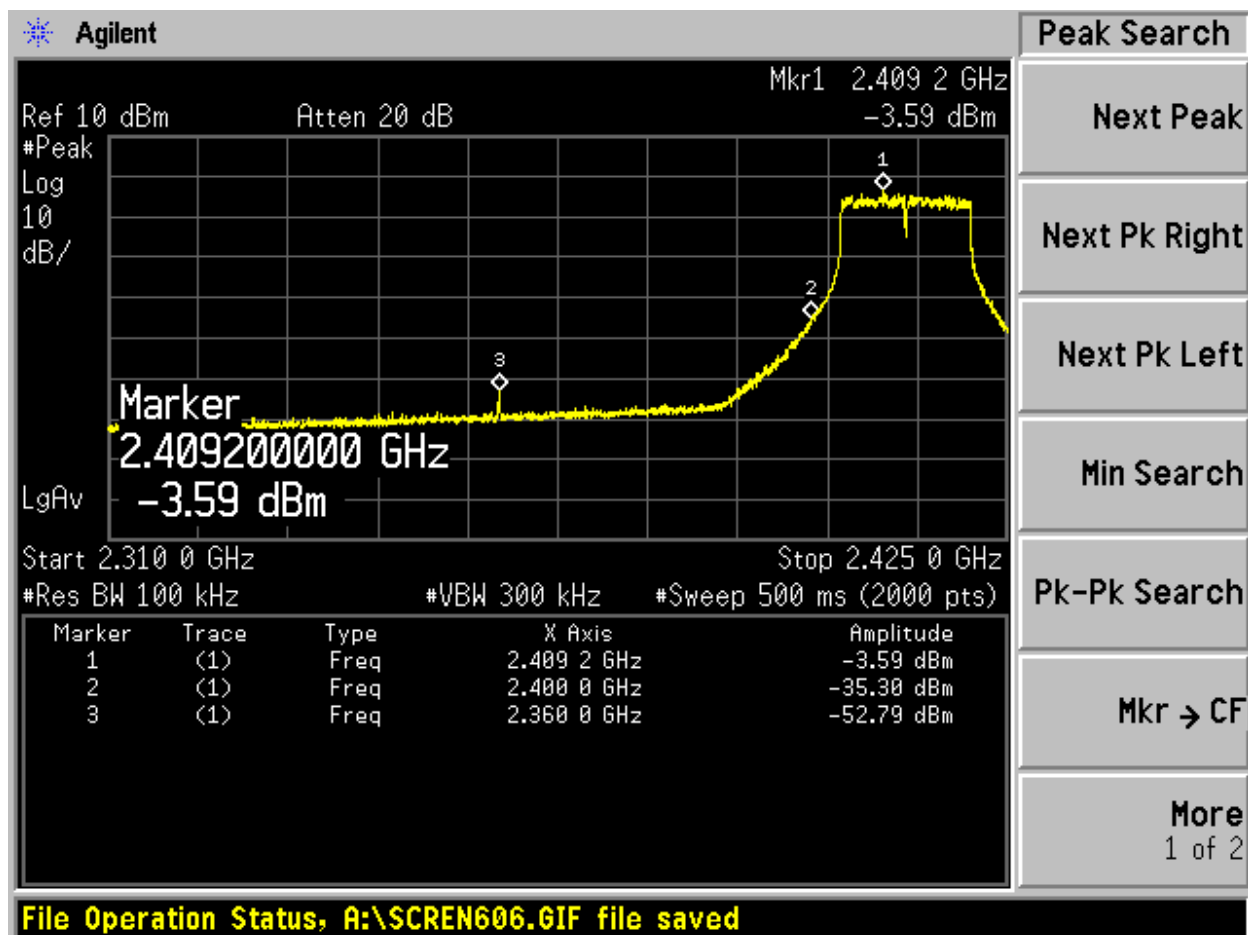 Agilent
Peak Search
Mkr1 2.409 2 GHz
Ref 10 dBm Atten 20 dB -3.59 dBm
#Peak
Log
10
dB/
1
2
3
Marker
2.409200000 GHz
-3.59 dBm
LgAv
Start 2.310 0 GHz Stop 2.425 0 GHz
#Res BW 100 kHz #VBW 300 kHz #Sweep 500 ms (2000 pts)
Marker Trace Type X Axis Amplitude
1 (1) Freq 2.409 2 GHz -3.59 dBm
2 (1) Freq 2.400 0 GHz -35.30 dBm
3 (1) Freq 2.360 0 GHz -52.79 dBm
Next Peak
Next Pk Right
Next Pk Left
Min Search
Pk-Pk Search
Mkr → CF
More
1 of 2
File Operation Status, A:\SCREN606.GIF file saved